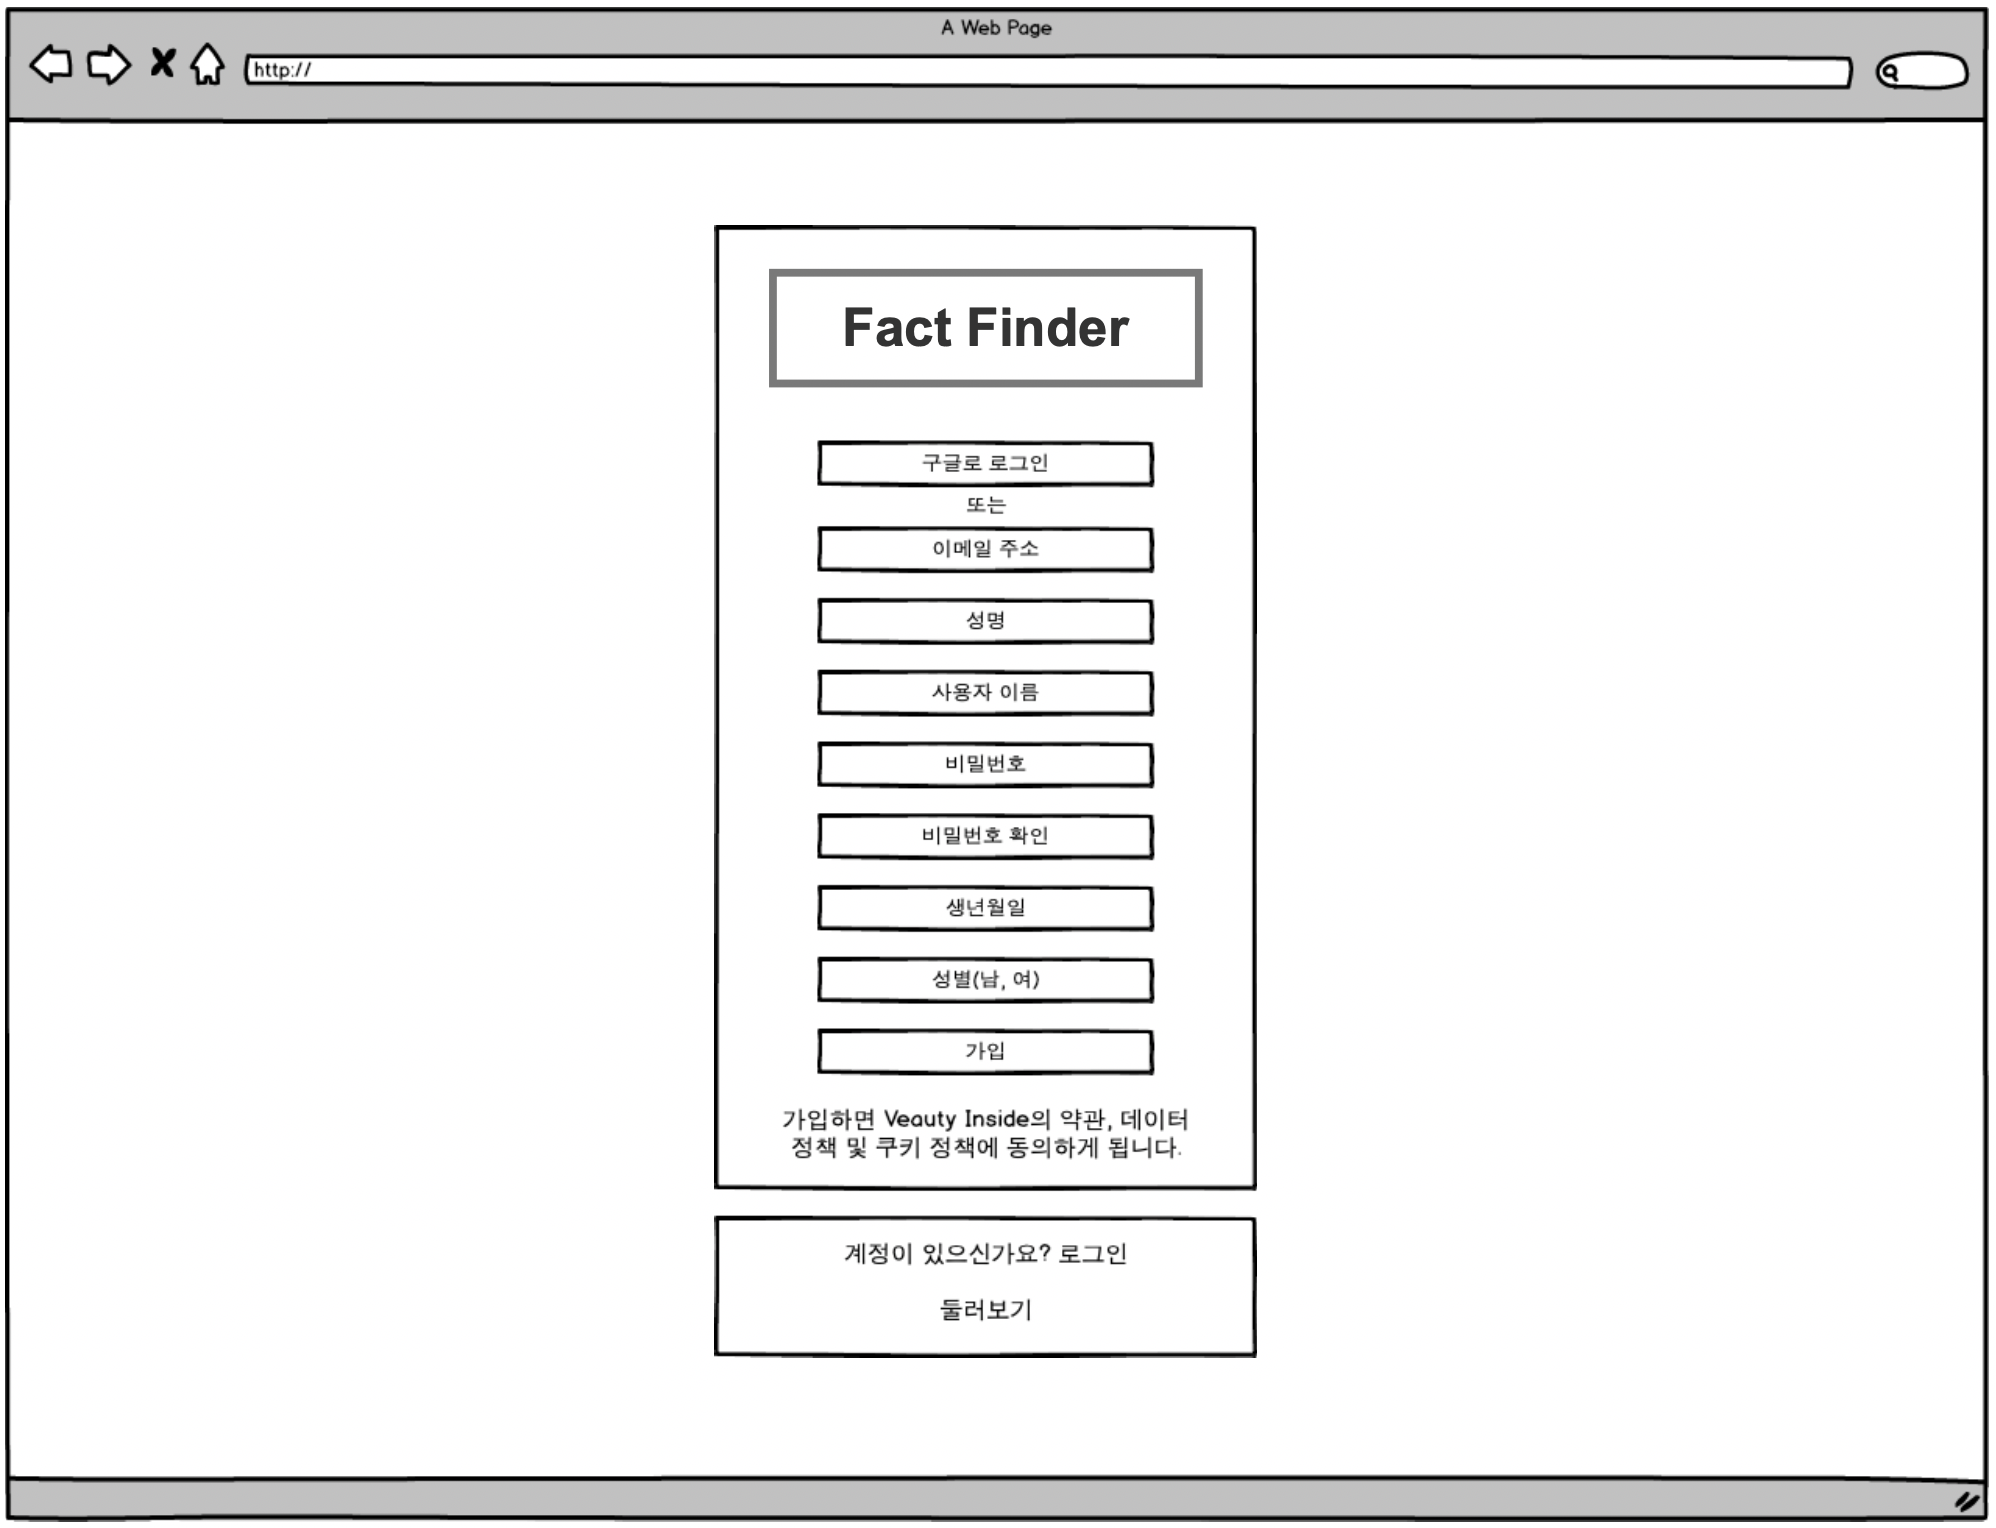 A Web Page
http://
Fact Finder
구글로 로그인
또는
이메일 주소
성명
사용자 이름
비밀번호
비밀번호 확인
생년월일
성별(남, 여)
가입
가입하면 Veauty Inside의 약관, 데이터
정책 및 쿠키 정책에 동의하게 됩니다.
계정이 있으신가요? 로그인
둘러보기